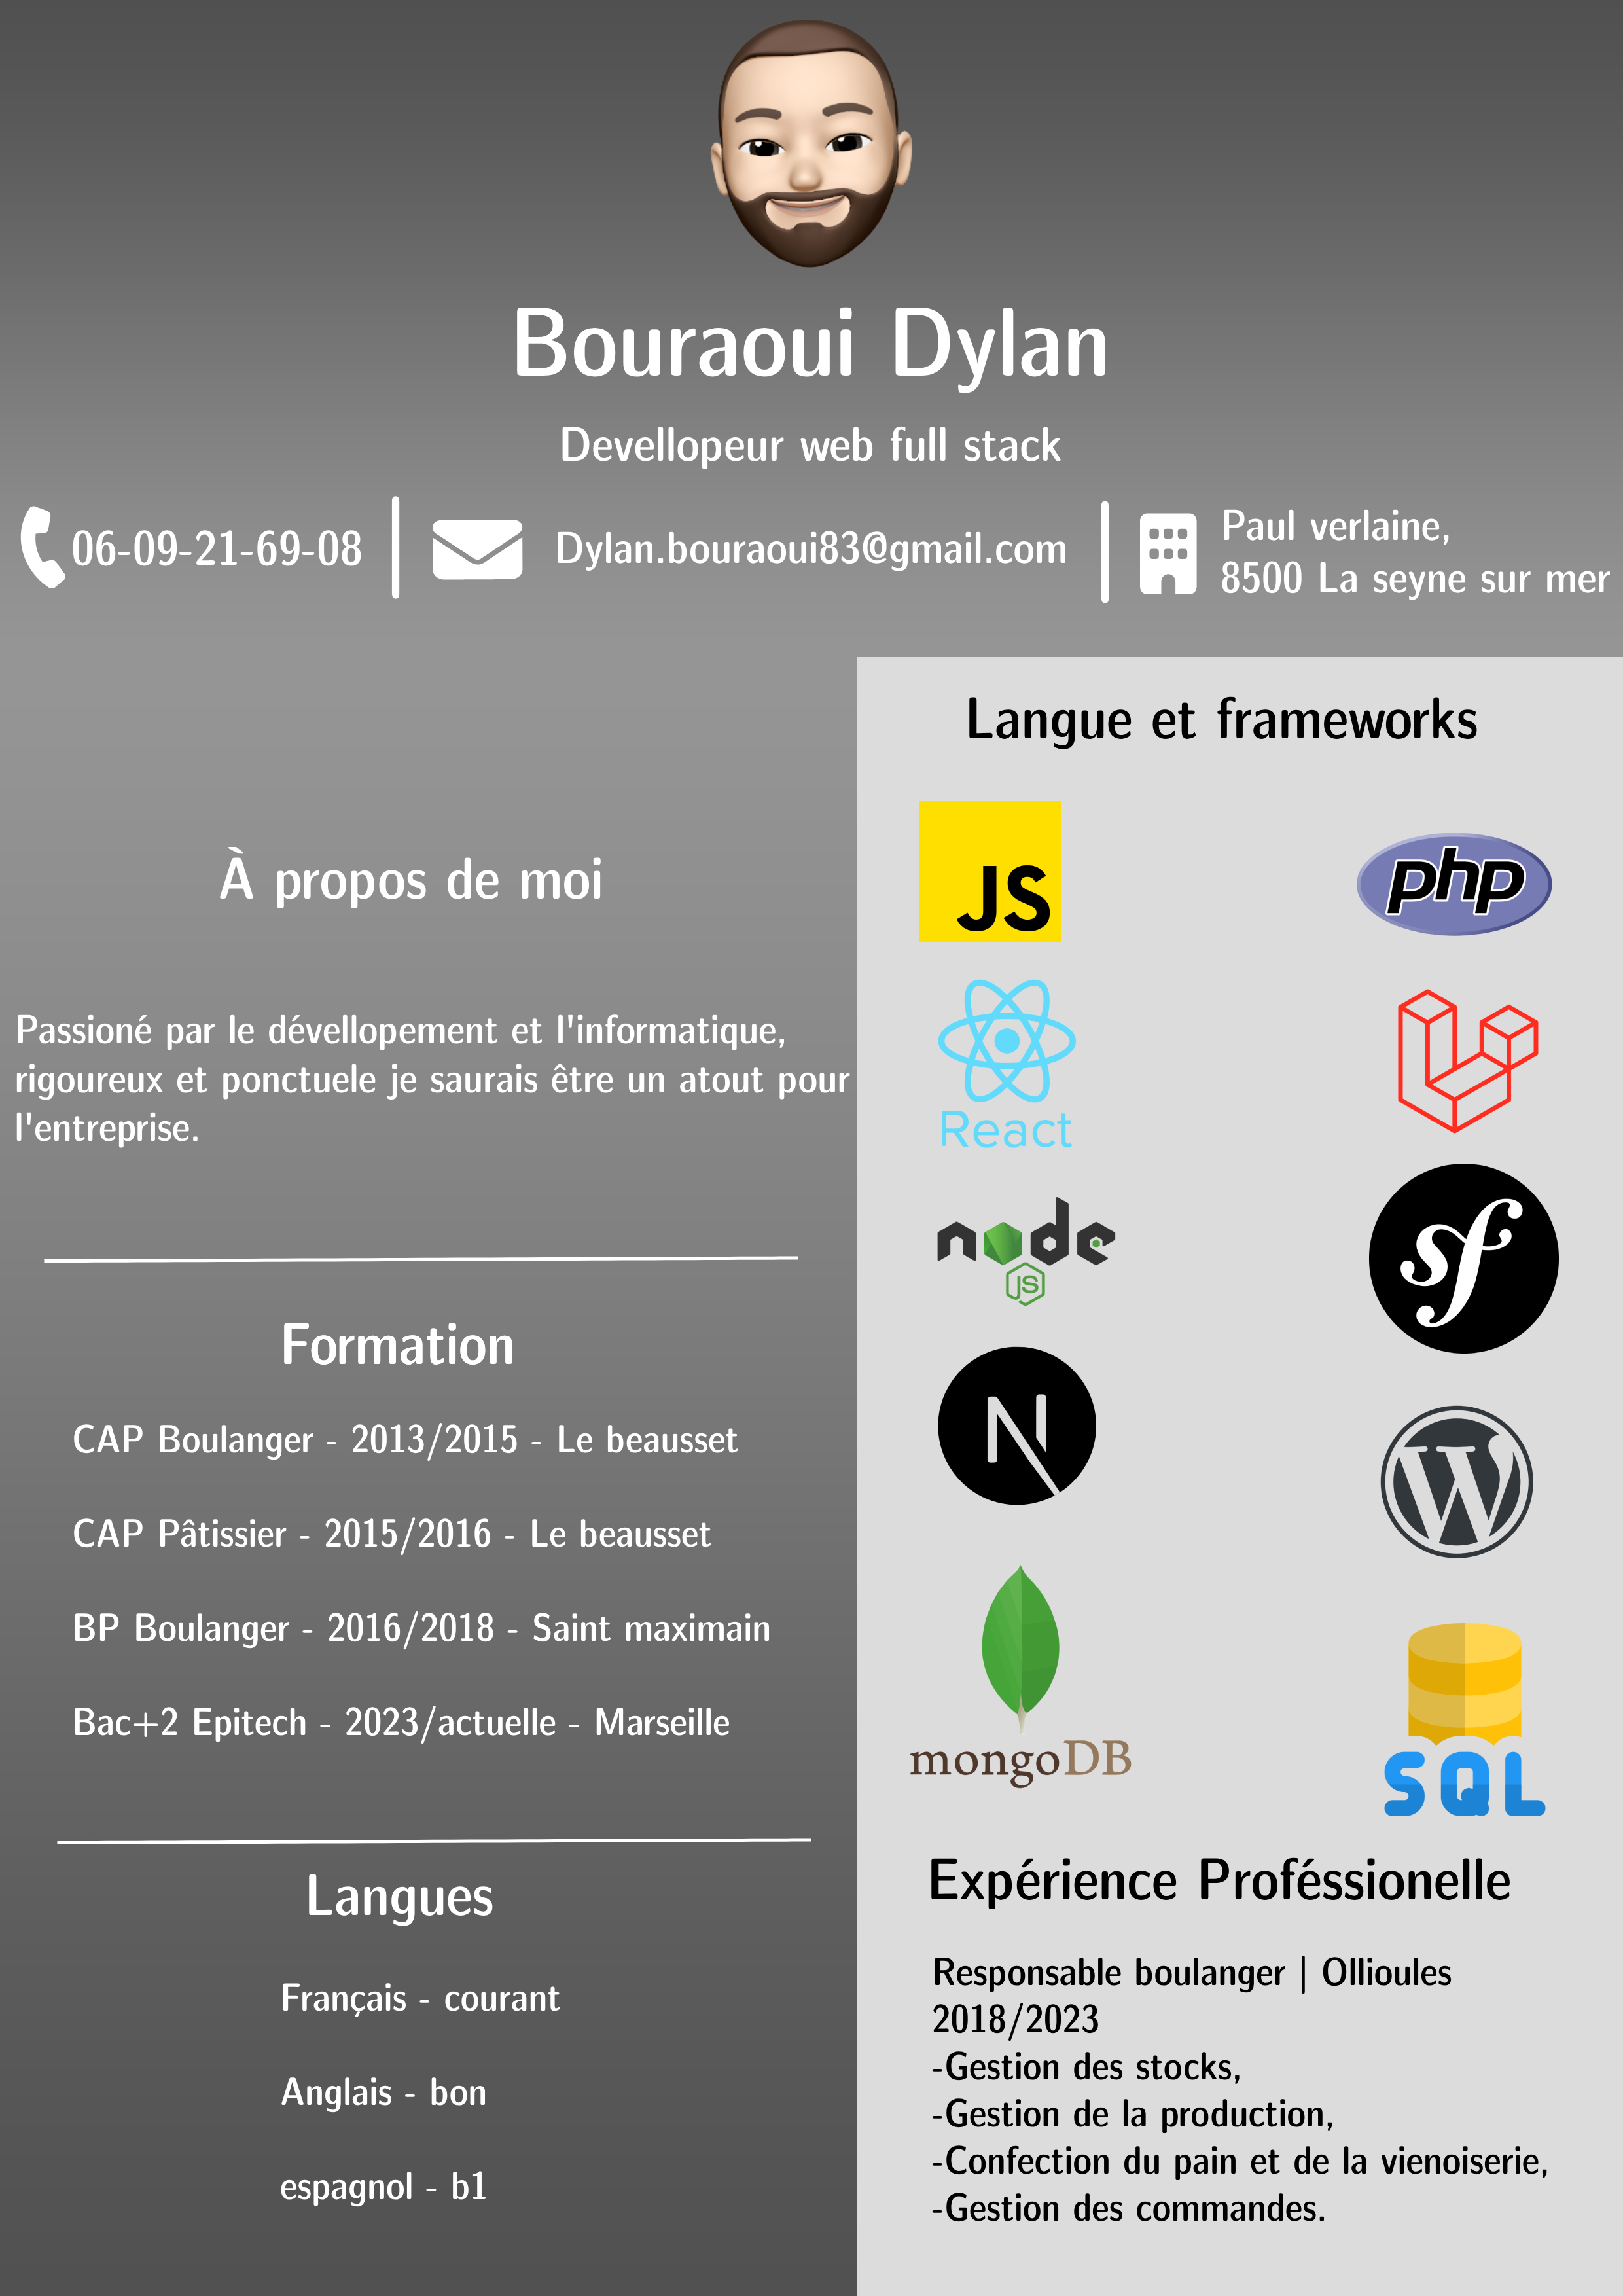 Bouraoui Dylan
Devellopeur web full stack
06-09-21-69-08
Dylan.bouraoui83@gmail.com
Paul verlaine,
8500 La seyne sur mer
À propos de moi
Passioné par le dévellopement et l'informatique,
rigoureux et ponctuele je saurais être un atout pour
l'entreprise.
Formation
CAP Boulanger - 2013/2015 - Le beausset
CAP Pâtissier - 2015/2016 - Le beausset
BP Boulanger - 2016/2018 - Saint maximain
Bac+2 Epitech - 2023/actuelle - Marseille
Langues
Français - courant
Anglais - bon
espagnol - b1
Langue et frameworks
JS
php
React
node
js
N
W
mongoDB
SQL
Expérience Proféssionelle
Responsable boulanger | Ollioules
2018/2023
-Gestion des stocks,
-Gestion de la production,
-Confection du pain et de la vienoiserie,
-Gestion des commandes.